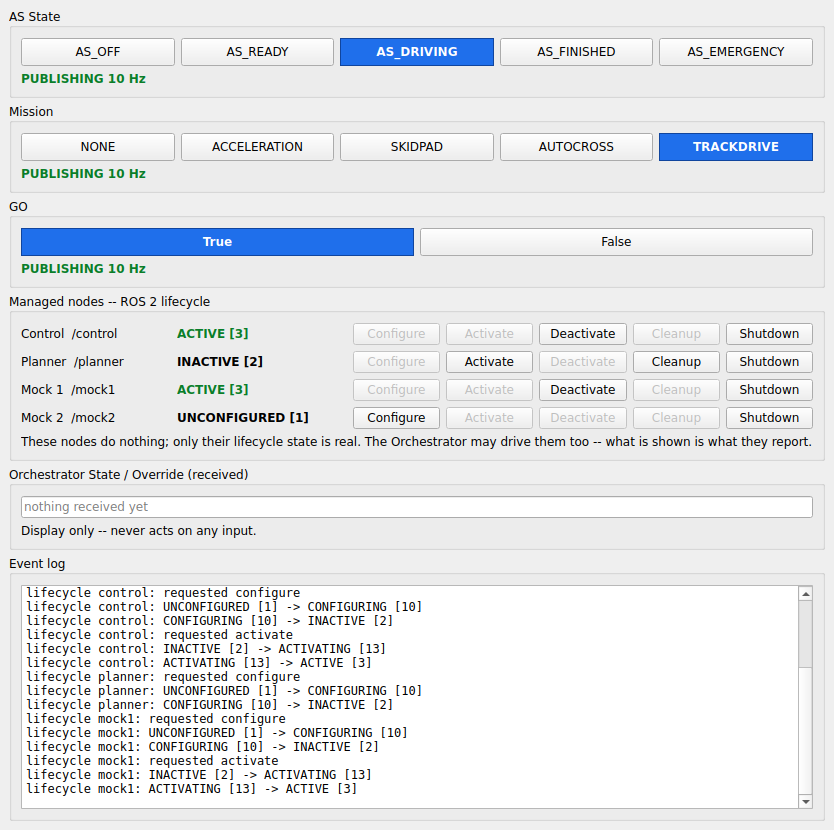 AS State
AS_OFF AS_READY AS_DRIVING AS_FINISHED AS_EMERGENCY
PUBLISHING 10 Hz
Mission
NONE ACCELERATION SKIDPAD AUTOCROSS TRACKDRIVE
PUBLISHING 10 Hz
GO
True False
PUBLISHING 10 Hz
Managed nodes -- ROS 2 lifecycle
Control /control ACTIVE [3] Configure Activate Deactivate Cleanup Shutdown
Planner /planner INACTIVE [2] Configure Activate Deactivate Cleanup Shutdown
Mock 1 /mock1 ACTIVE [3] Configure Activate Deactivate Cleanup Shutdown
Mock 2 /mock2 UNCONFIGURED [1] Configure Activate Deactivate Cleanup Shutdown
These nodes do nothing; only their lifecycle state is real. The Orchestrator may drive them too -- what is shown is what they report.
Orchestrator State / Override (received)
nothing received yet
Display only -- never acts on any input.
Event log
lifecycle control: requested configure
lifecycle control: UNCONFIGURED [1] -> CONFIGURING [10]
lifecycle control: CONFIGURING [10] -> INACTIVE [2]
lifecycle control: requested activate
lifecycle control: INACTIVE [2] -> ACTIVATING [13]
lifecycle control: ACTIVATING [13] -> ACTIVE [3]
lifecycle planner: requested configure
lifecycle planner: UNCONFIGURED [1] -> CONFIGURING [10]
lifecycle planner: CONFIGURING [10] -> INACTIVE [2]
lifecycle mock1: requested configure
lifecycle mock1: UNCONFIGURED [1] -> CONFIGURING [10]
lifecycle mock1: CONFIGURING [10] -> INACTIVE [2]
lifecycle mock1: requested activate
lifecycle mock1: INACTIVE [2] -> ACTIVATING [13]
lifecycle mock1: ACTIVATING [13] -> ACTIVE [3]